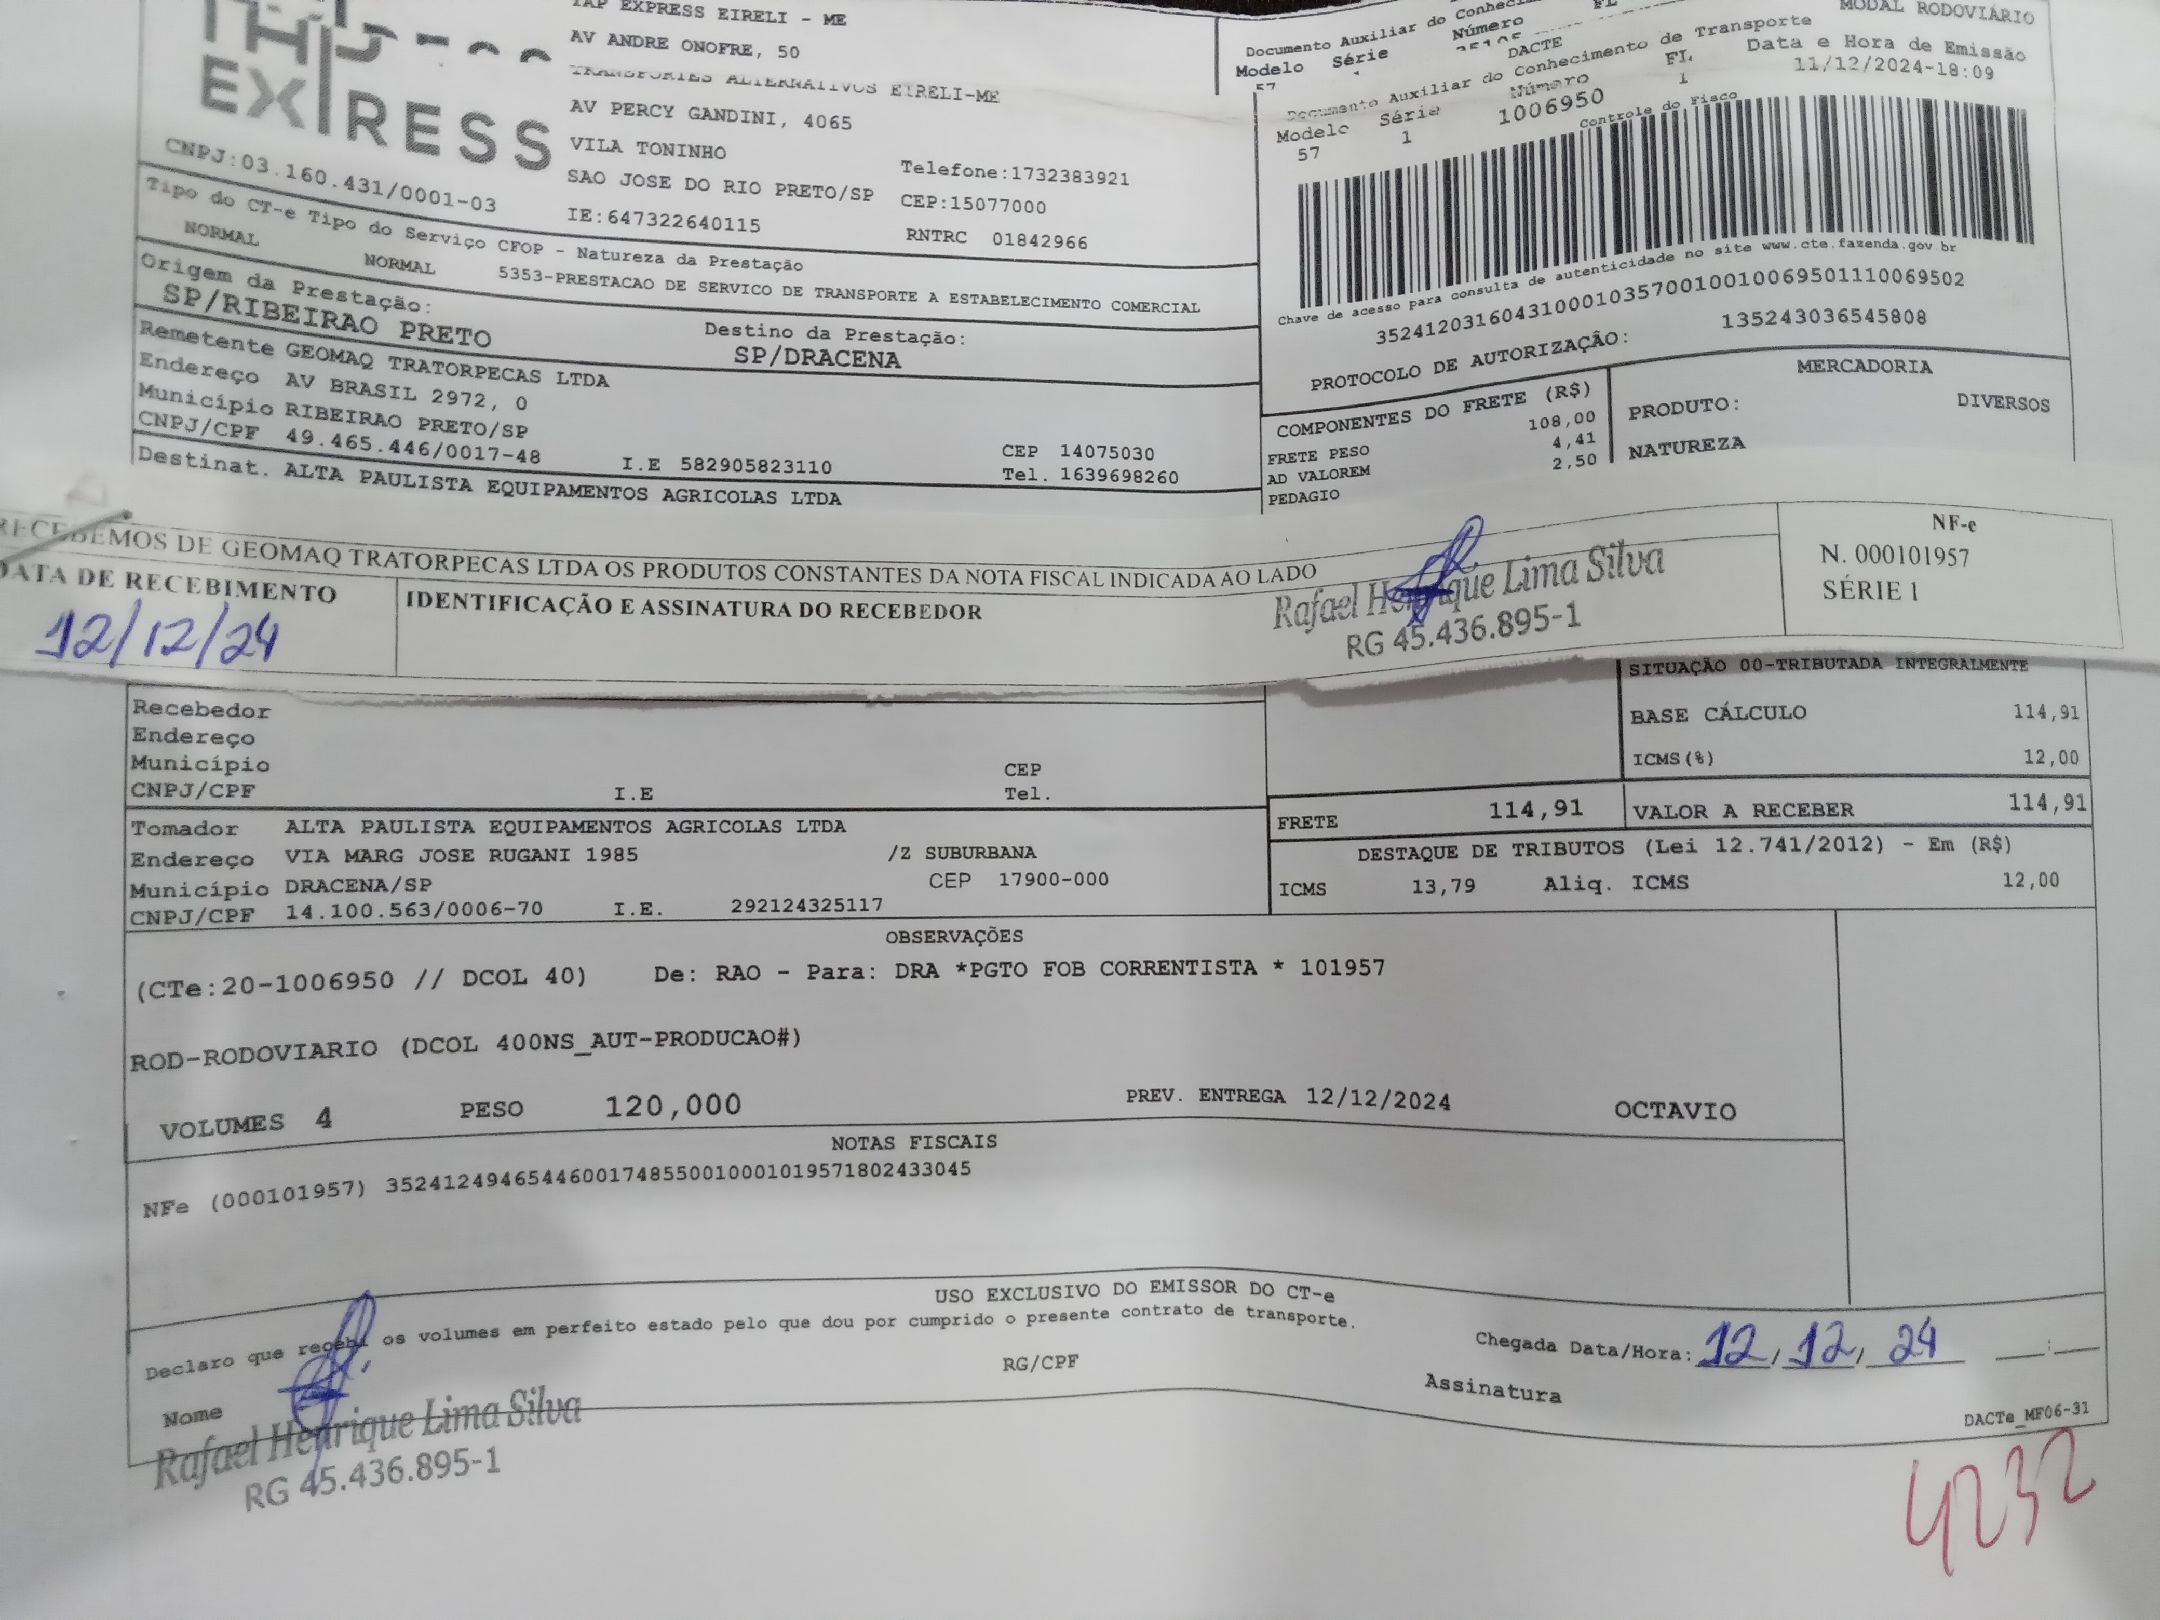 TAP EXPRESS EIRELI - ME
AV ANDRE ONOFRE, 50
TRANSPORTES ALTERNATIVOS EIRELI-ME
AV PERCY GANDINI, 4065
VILA TONINHO
SAO JOSE DO RIO PRETO/SP
IE:647322640115
Telefone:1732383921
CEP:15077000
RNTRC 01842966
EXPRESS
CNPJ:03.160.431/0001-03
MODAL RODOVIÁRIO
Documento Auxiliar do
Modelo Série Número FL
57
DACTE
Documento Auxiliar do Conhecimento de Transporte
Modelo Série Número FL Data e Hora de Emissão
57 1 1006950 1 11/12/2024-18:09
Controle do Fisco
Chave de acesso para consulta de autenticidade no site www.cte.fazenda.gov.br
35241203160431000103570010010069501110069502
PROTOCOLO DE AUTORIZAÇÃO: 135243036545808
Tipo do CT-e Tipo do Serviço CFOP - Natureza da Prestação
NORMAL NORMAL 5353-PRESTACAO DE SERVICO DE TRANSPORTE A ESTABELECIMENTO COMERCIAL
Origem da Prestação: Destino da Prestação:
SP/RIBEIRAO PRETO SP/DRACENA
Remetente GEOMAQ TRATORPECAS LTDA
Endereço AV BRASIL 2972, 0
Município RIBEIRAO PRETO/SP CEP 14075030
CNPJ/CPF 49.465.446/0017-48 I.E 582905823110 Tel. 1639698260
Destinat. ALTA PAULISTA EQUIPAMENTOS AGRICOLAS LTDA
COMPONENTES DO FRETE (R$)
FRETE PESO 108,00
AD VALOREM 4,41
PEDAGIO 2,50
MERCADORIA
PRODUTO: DIVERSOS
NATUREZA
RECEBEMOS DE GEOMAQ TRATORPECAS LTDA OS PRODUTOS CONSTANTES DA NOTA FISCAL INDICADA AO LADO
DATA DE RECEBIMENTO
12/12/24
IDENTIFICAÇÃO E ASSINATURA DO RECEBEDOR
Rafael Henrique Lima Silva
RG 45.436.895-1
NF-e
N. 000101957
SÉRIE 1
SITUAÇÃO 00-TRIBUTADA INTEGRALMENTE
BASE CÁLCULO 114,91
ICMS(%) 12,00
Recebedor
Endereço
Município CEP
CNPJ/CPF I.E Tel.
FRETE 114,91 VALOR A RECEBER 114,91
Tomador ALTA PAULISTA EQUIPAMENTOS AGRICOLAS LTDA
Endereço VIA MARG JOSE RUGANI 1985 /Z SUBURBANA
Município DRACENA/SP CEP 17900-000
CNPJ/CPF 14.100.563/0006-70 I.E. 292124325117
DESTAQUE DE TRIBUTOS (Lei 12.741/2012) - Em (R$)
ICMS 13,79 Aliq. ICMS 12,00
OBSERVAÇÕES
(CTe:20-1006950 // DCOL 40) De: RAO - Para: DRA *PGTO FOB CORRENTISTA * 101957
ROD-RODOVIARIO (DCOL 400NS_AUT-PRODUCAO#)
VOLUMES 4 PESO 120,000 PREV. ENTREGA 12/12/2024 OCTAVIO
NOTAS FISCAIS
NFe (000101957) 35241249465446001748550010001019571802433045
USO EXCLUSIVO DO EMISSOR DO CT-e
Declaro que recebi os volumes em perfeito estado pelo que dou por cumprido o presente contrato de transporte.
Nome RG/CPF Assinatura
Chegada Data/Hora: 12, 12, 24 __:__
Rafael Henrique Lima Silva
RG 45.436.895-1
DACTe_MF06-31
4232